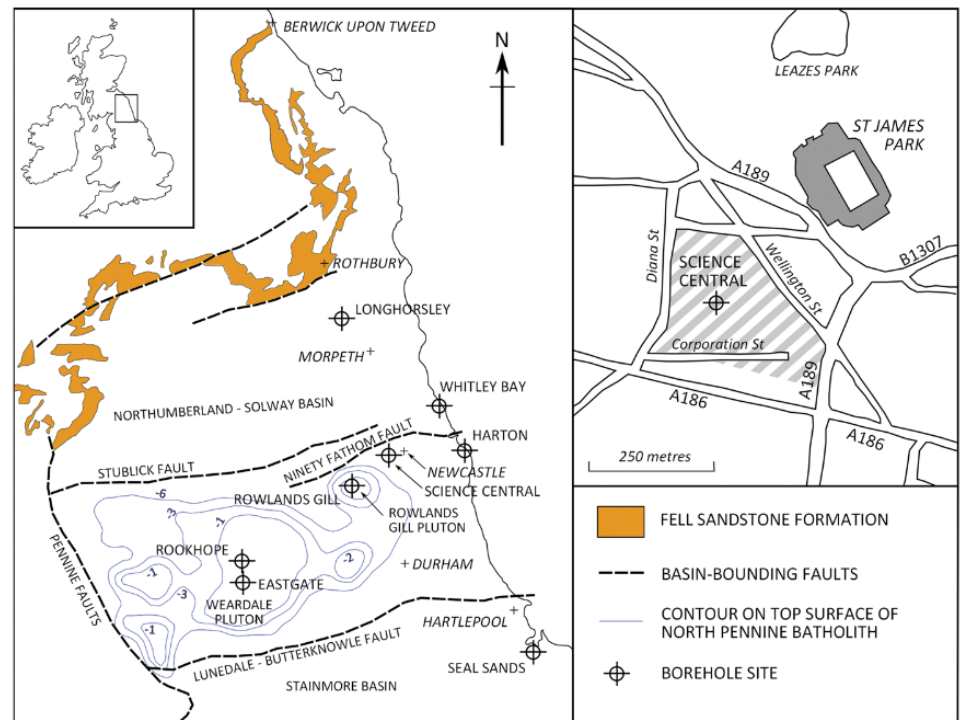 BERWICK UPON TWEED
N
ROTHBURY
LONGHORSLEY
MORPETH
WHITLEY BAY
NORTHUMBERLAND - SOLWAY BASIN
HARTON
STUBLICK FAULT
NINETY FATHOM FAULT
NEWCASTLE
SCIENCE CENTRAL
ROWLANDS GILL
ROWLANDS
GILL PLUTON
-6
-3
-1
PENNINE FAULTS
ROOKHOPE
-2
DURHAM
-1
EASTGATE
-3
WEARDALE
PLUTON
-1
HARTLEPOOL
LUNEDALE - BUTTERKNOWLE FAULT
SEAL SANDS
STAINMORE BASIN
LEAZES PARK
ST JAMES
PARK
A189
B1307
Diana St
Wellington St
SCIENCE
CENTRAL
Corporation St
A189
A186
A186
250 metres
FELL SANDSTONE FORMATION
BASIN-BOUNDING FAULTS
CONTOUR ON TOP SURFACE OF
NORTH PENNINE BATHOLITH
BOREHOLE SITE